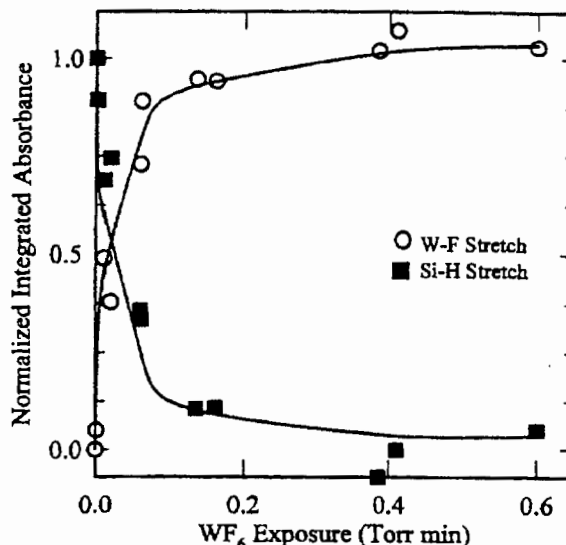 Normalized Integrated Absorbance
1.0
0.5
0.0
W-F Stretch
Si-H Stretch
0.0
0.2
0.4
0.6
WF6 Exposure (Torr min)